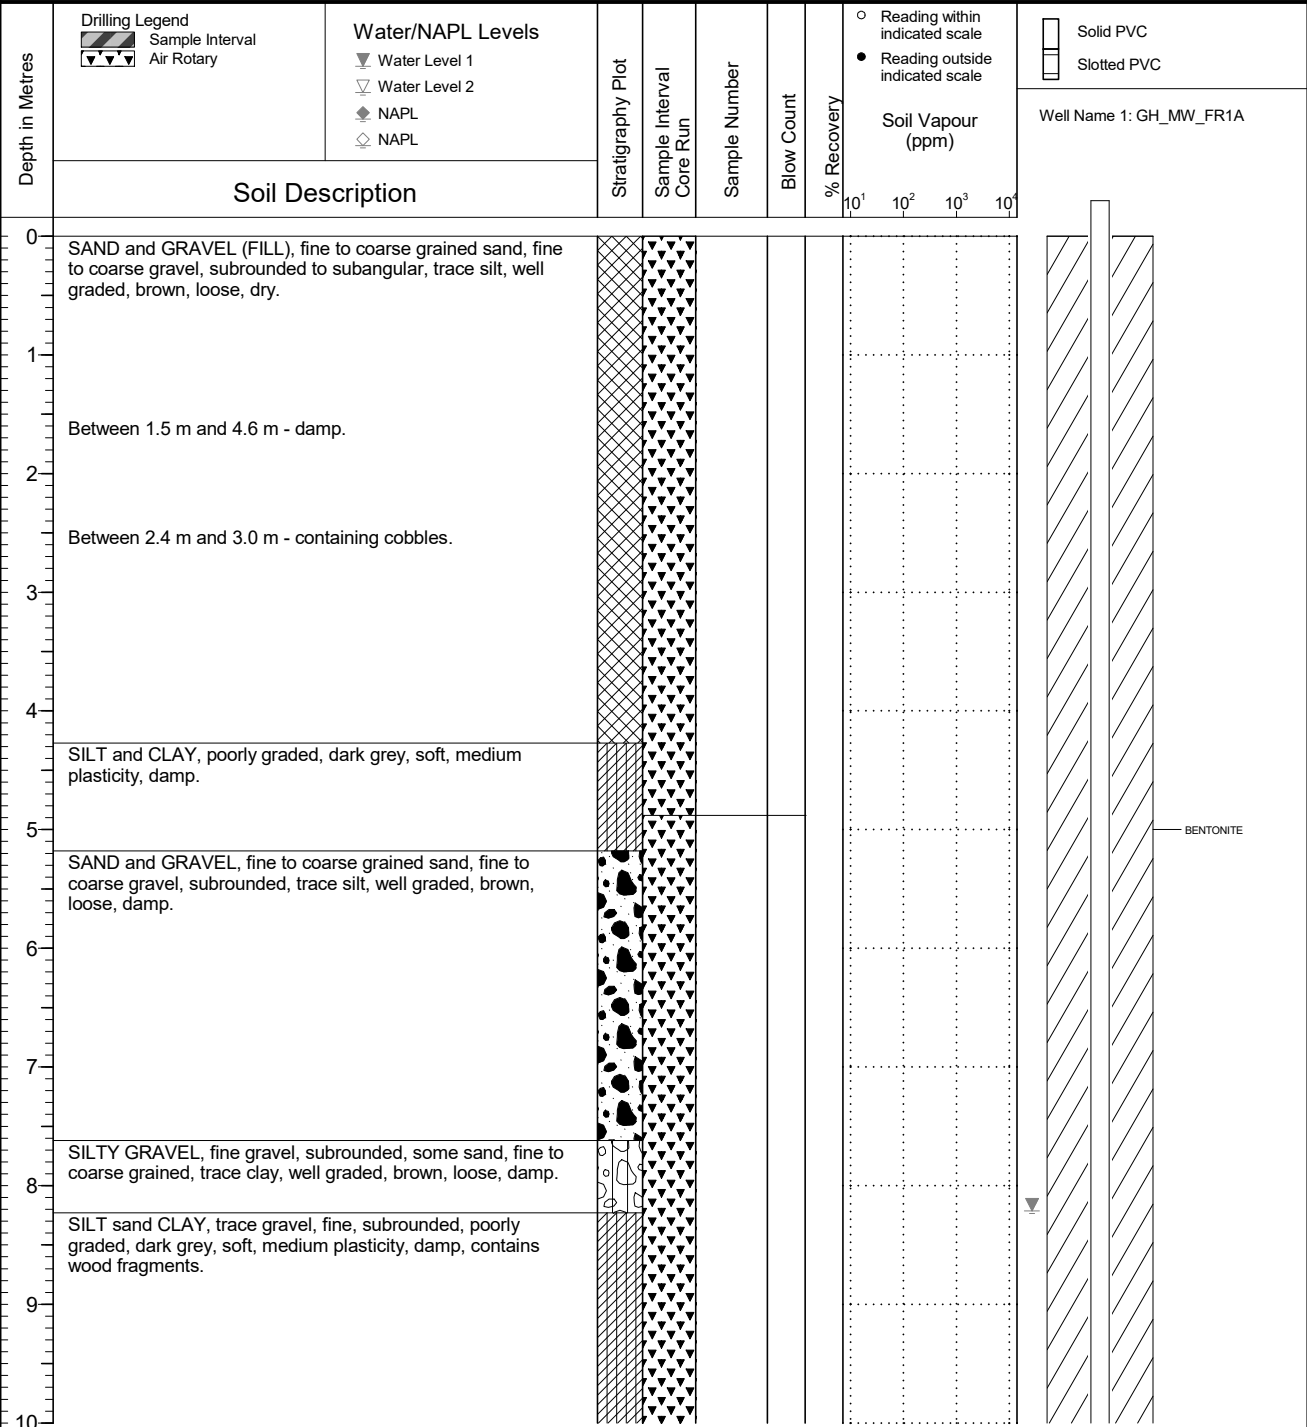 Drilling Legend
Sample Interval
Air Rotary
Water/NAPL Levels
Water Level 1
Water Level 2
NAPL
NAPL
Depth in Metres
Soil Description
Stratigraphy Plot
Sample Interval
Core Run
Sample Number
Blow Count
% Recovery
Reading within
indicated scale
Reading outside
indicated scale
Soil Vapour
(ppm)
10¹ 10² 10³ 10⁴
Solid PVC
Slotted PVC
Well Name 1: GH_MW_FR1A
0
SAND and GRAVEL (FILL), fine to coarse grained sand, fine
to coarse gravel, subrounded to subangular, trace silt, well
graded, brown, loose, dry.
1
Between 1.5 m and 4.6 m - damp.
2
Between 2.4 m and 3.0 m - containing cobbles.
3
4
SILT and CLAY, poorly graded, dark grey, soft, medium
plasticity, damp.
5
BENTONITE
SAND and GRAVEL, fine to coarse grained sand, fine to
coarse gravel, subrounded, trace silt, well graded, brown,
loose, damp.
6
7
SILTY GRAVEL, fine gravel, subrounded, some sand, fine to
coarse grained, trace clay, well graded, brown, loose, damp.
8
SILT sand CLAY, trace gravel, fine, subrounded, poorly
graded, dark grey, soft, medium plasticity, damp, contains
wood fragments.
9
10